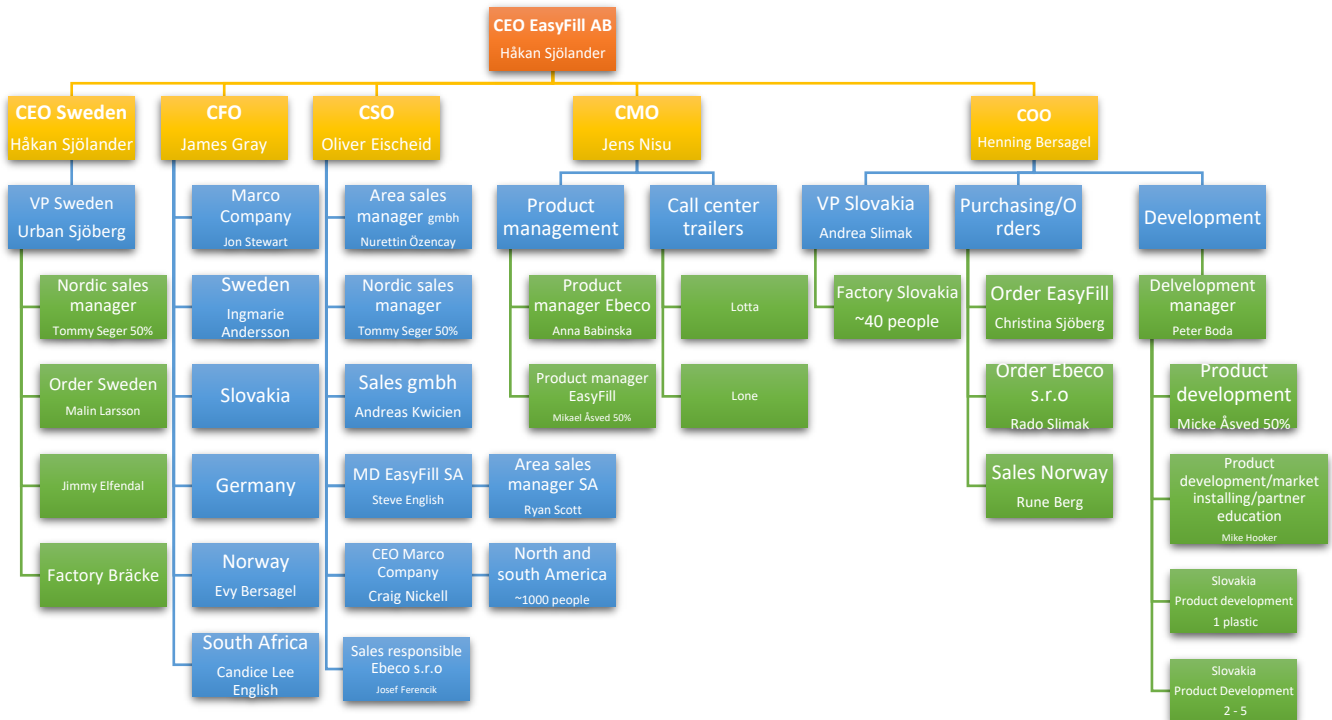 CEO EasyFill AB
Håkan Sjölander
CEO Sweden
Håkan Sjölander
CFO
James Gray
CSO
Oliver Eischeid
CMO
Jens Nisu
COO
Henning Bersagel
VP Sweden
Urban Sjöberg
Marco
Company
Jon Stewart
Area sales
manager gmbh
Nurettin Özencay
Product
management
Call center
trailers
VP Slovakia
Andrea Slimak
Purchasing/O
rders
Development
Nordic sales
manager
Tommy Seger 50%
Sweden
Ingmarie
Andersson
Nordic sales
manager
Tommy Seger 50%
Product
manager Ebeco
Anna Babinska
Lotta
Factory Slovakia
~40 people
Order EasyFill
Christina Sjöberg
Delvelopment
manager
Peter Boda
Order Sweden
Malin Larsson
Slovakia
Sales gmbh
Andreas Kwicien
Product manager
EasyFill
Mikael Åsved 50%
Lone
Order Ebeco
s.r.o
Rado Slimak
Product
development
Micke Åsved 50%
Jimmy Elfendal
Germany
MD EasyFill SA
Steve English
Area sales
manager SA
Ryan Scott
Sales Norway
Rune Berg
Product
development/market
installing/partner
education
Mike Hooker
Factory Bräcke
Norway
Evy Bersagel
CEO Marco
Company
Craig Nickell
North and
south America
~1000 people
Slovakia
Product development
1 plastic
South Africa
Candice Lee
English
Sales responsible
Ebeco s.r.o
Josef Ferencik
Slovakia
Product Development
2 - 5